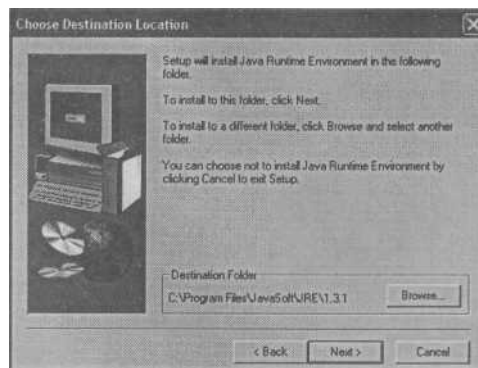 Choose Destination Location
Setup will install Java Runtime Environment in the following
folder.
To install to this folder, click Next.
To install to a different folder, click Browse and select another
folder.
You can choose not to install Java Runtime Environment by
clicking Cancel to exit Setup.
Destination Folder
C:\Program Files\JavaSoft\JRE\1.3.1
Browse...
< Back
Next >
Cancel